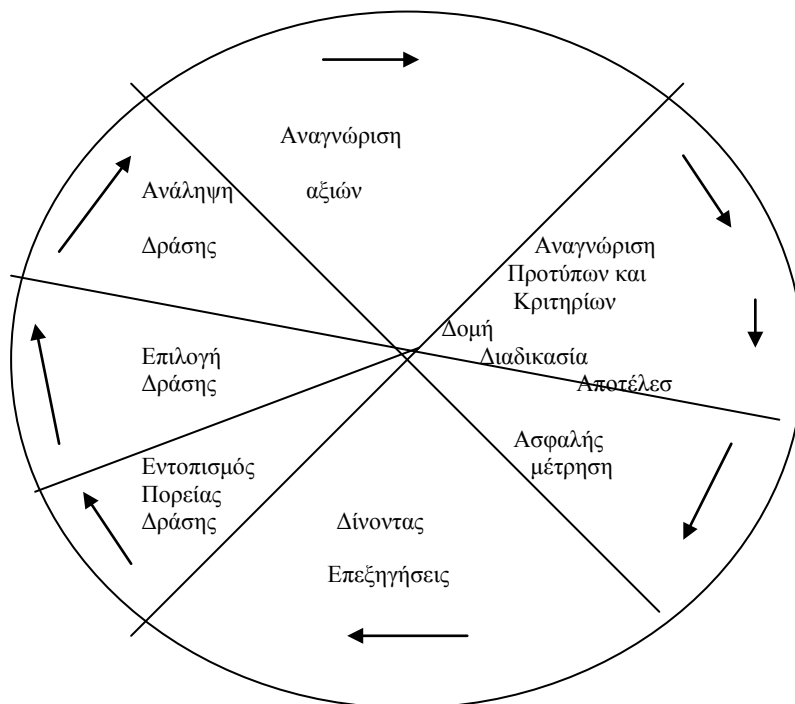 Αναγνώριση
αξιών
Αναγνώριση
Προτύπων και
Κριτηρίων
Δομή
Διαδικασία
Αποτέλεσ
Ασφαλής
μέτρηση
Δίνοντας
Επεξηγήσεις
Εντοπισμός
Πορείας
Δράσης
Επιλογή
Δράσης
Ανάληψη
Δράσης